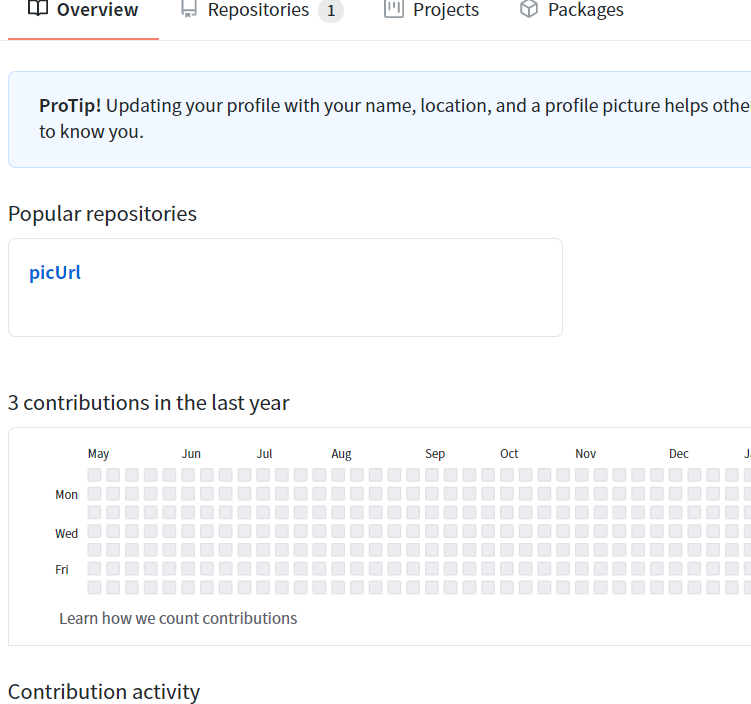 Overview Repositories 1 Projects Packages
ProTip! Updating your profile with your name, location, and a profile picture helps othe
to know you.
Popular repositories
picUrl
3 contributions in the last year
May Jun Jul Aug Sep Oct Nov Dec J
Mon
Wed
Fri
Learn how we count contributions
Contribution activity